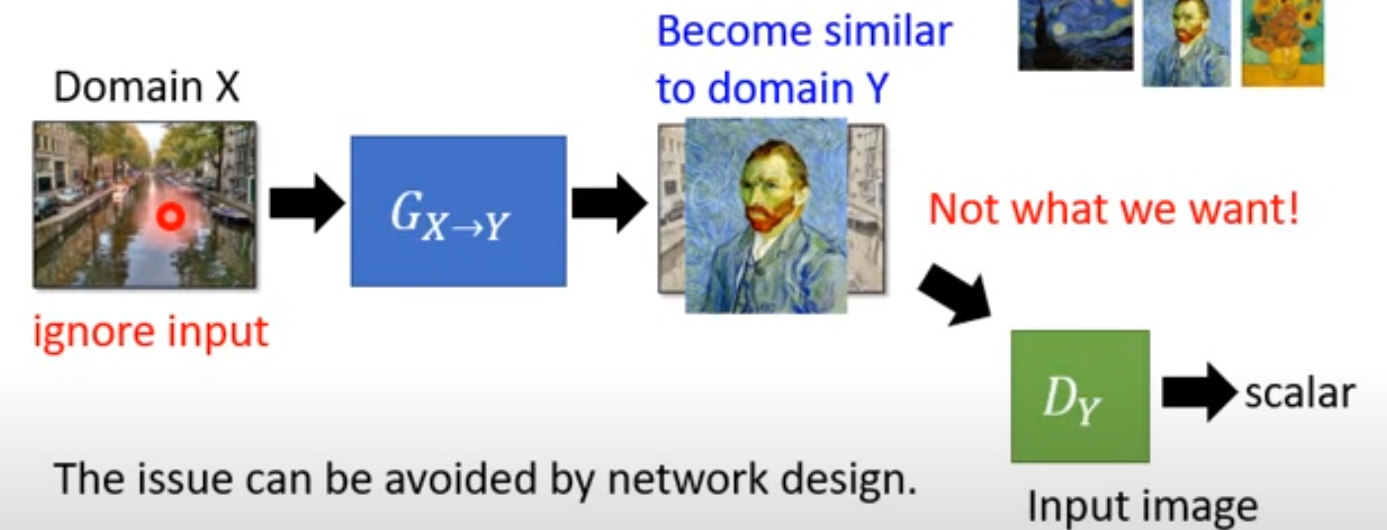 Become similar
to domain Y
Domain X
G_{X→Y}
Not what we want!
ignore input
D_Y
scalar
The issue can be avoided by network design.
Input image